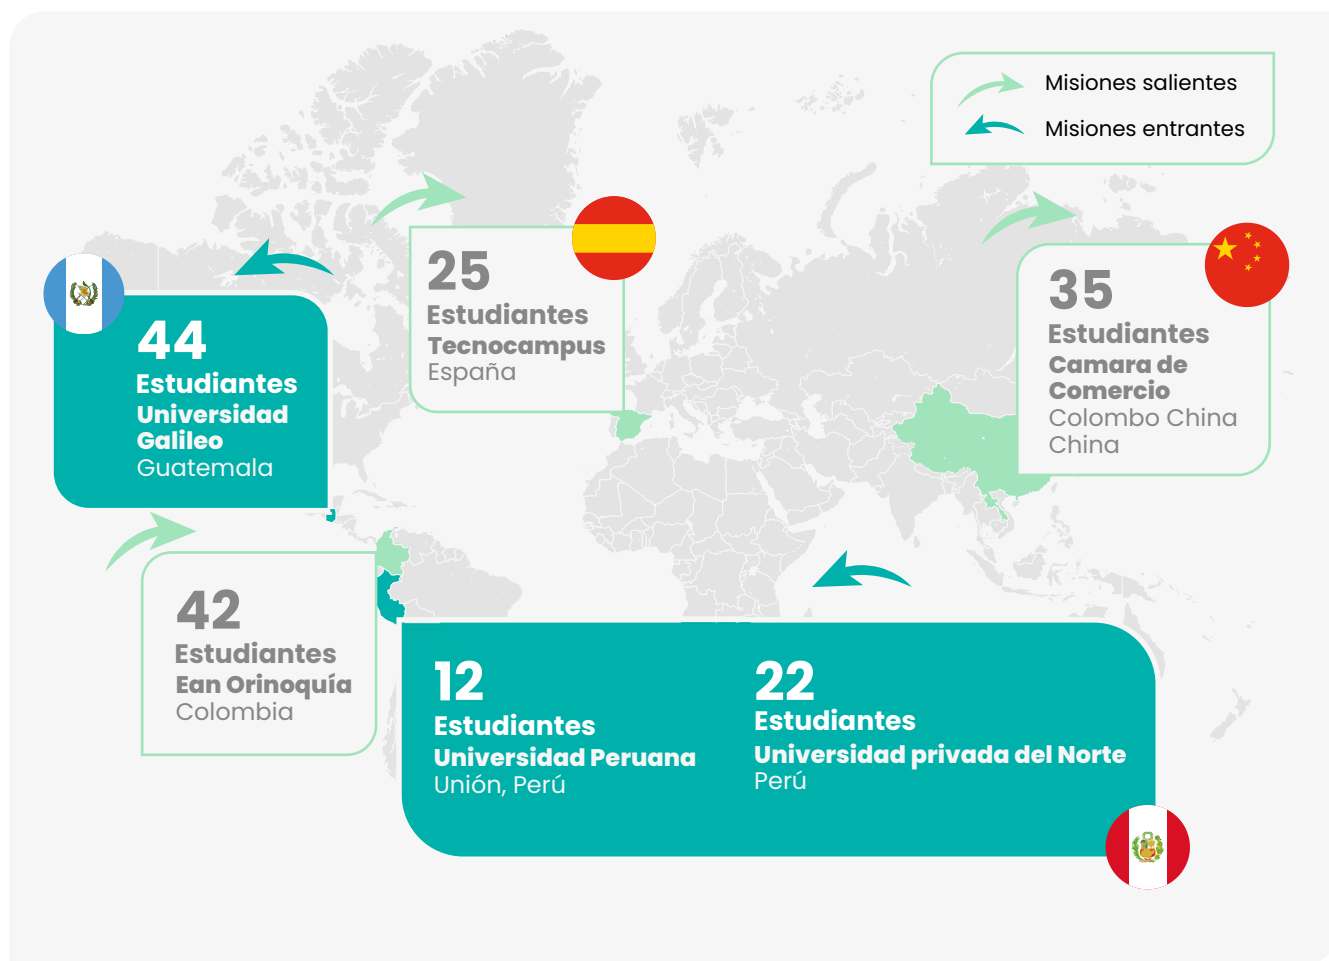 Misiones salientes
Misiones entrantes
25
Estudiantes
Tecnocampus
España
35
Estudiantes
Camara de
Comercio
Colombo China
China
44
Estudiantes
Universidad
Galileo
Guatemala
42
Estudiantes
Ean Orinoquía
Colombia
12
Estudiantes
Universidad Peruana
Unión, Perú
22
Estudiantes
Universidad privada del Norte
Perú